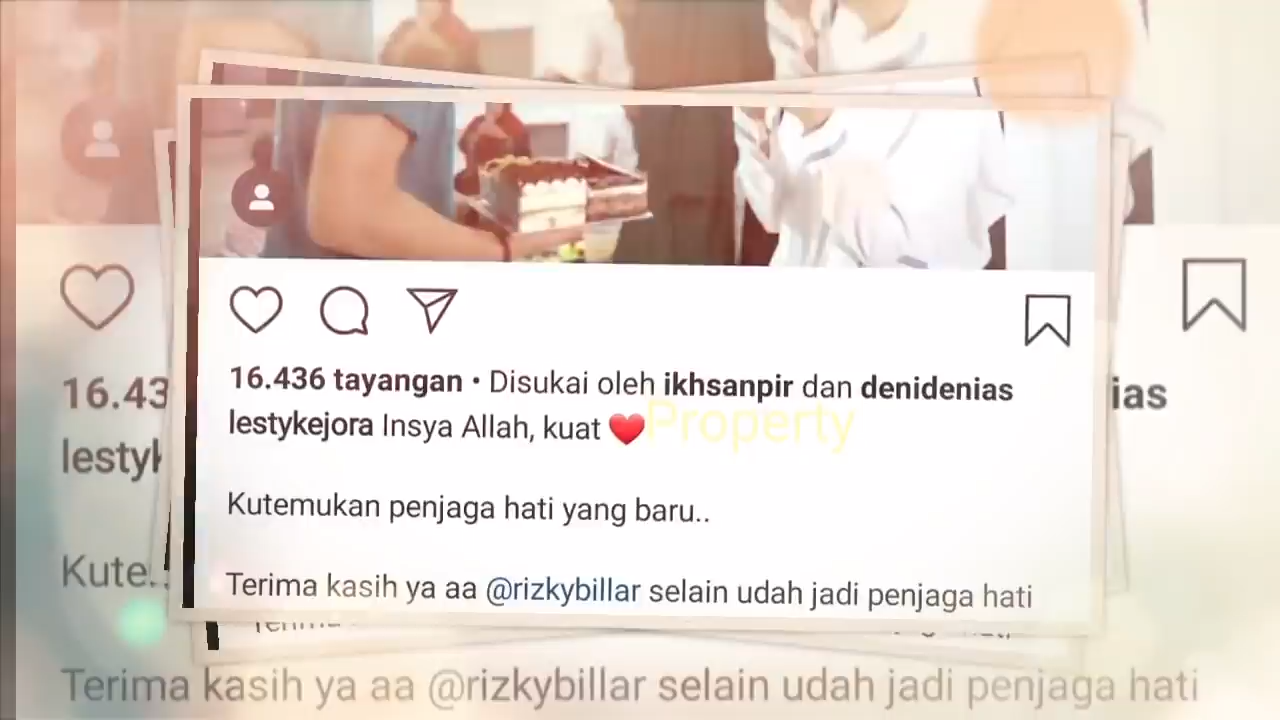 16.436 tayangan • Disukai oleh ikhsanpir dan denidenias
lestykejora Insya Allah, kuat ❤️
Property
Kutemukan penjaga hati yang baru..
Terima kasih ya aa @rizkybillar selain udah jadi penjaga hati
16.43
ias
lestyk
Kute..
Terima kasih ya aa @rizkybillar selain udah jadi penjaga hati